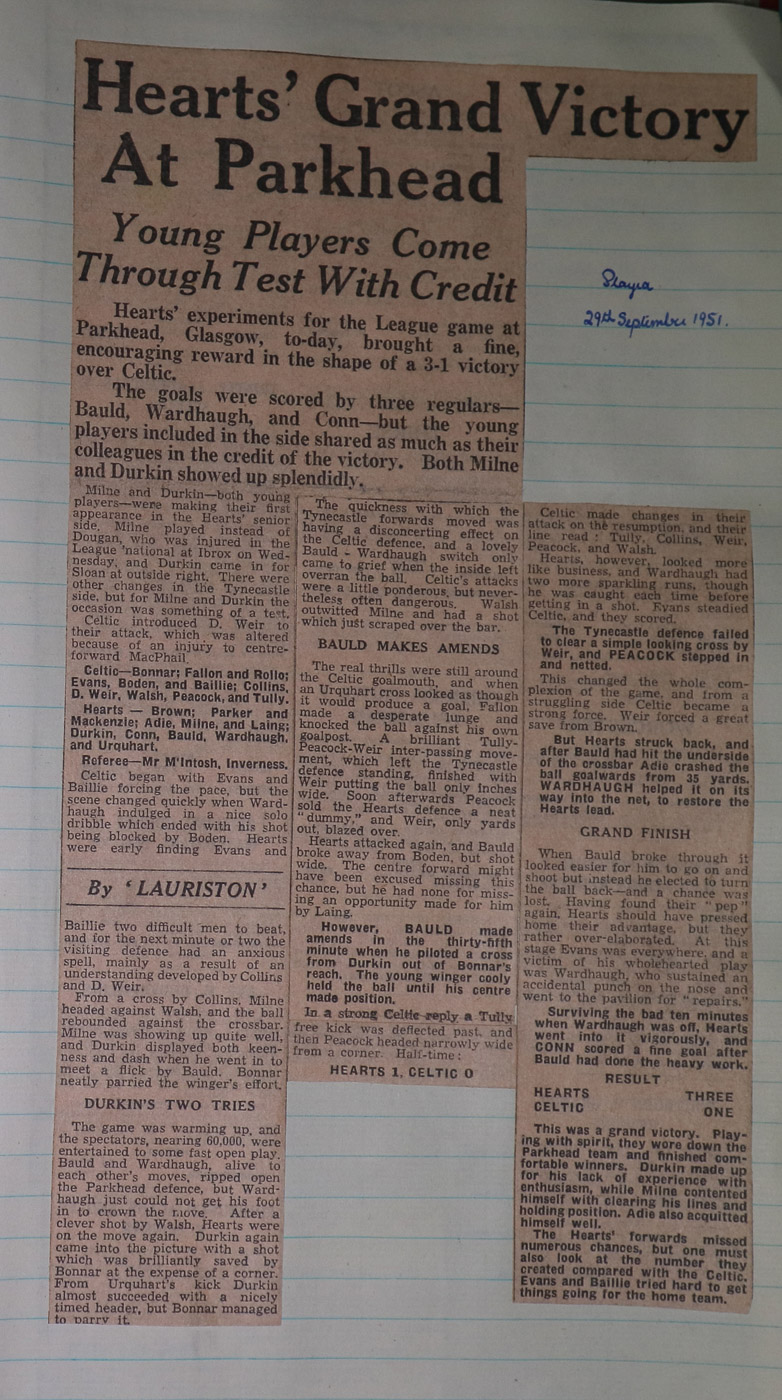 Hearts' Grand Victory
At Parkhead
Young Players Come
Through Test With Credit
29th September 1951.
Hearts' experiments for the League game at
Parkhead, Glasgow, to-day, brought a fine,
encouraging reward in the shape of a 3-1 victory
over Celtic.
The goals were scored by three regulars—
Bauld, Wardhaugh, and Conn—but the young
players included in the side shared as much as their
colleagues in the credit of the victory. Both Milne
and Durkin showed up splendidly.
Milne and Durkin—both young
players—were making their first
appearance in the Hearts' senior
side. Milne played instead of
Dougan, who was injured in the
League 'national at Ibrox on Wed-
nesday, and Durkin came in for
Sloan at outside right. There were
other changes in the Tynecastle
side, but for Milne and Durkin the
occasion was something of a test.
Celtic introduced D. Weir to
their attack, which was altered
because of an injury to centre-
forward MacPhail.
Celtic—Bonnar; Fallon and Rollo;
Evans, Boden, and Baillie; Collins,
D. Weir, Walsh, Peacock, and Tully.
Hearts — Brown; Parker and
Mackenzie; Adie, Milne, and Laing;
Durkin, Conn, Bauld, Wardhaugh,
and Urquhart.
Referee—Mr M'Intosh, Inverness.
Celtic began with Evans and
Baillie forcing the pace, but the
scene changed quickly when Ward-
haugh indulged in a nice solo
dribble which ended with his shot
being blocked by Boden. Hearts
were early finding Evans and
By 'LAURISTON'
Baillie two difficult men to beat,
and for the next minute or two the
visiting defence had an anxious
spell, mainly as a result of an
understanding developed by Collins
and D. Weir.
From a cross by Collins, Milne
headed against Walsh, and the ball
rebounded against the crossbar.
Milne was showing up quite well,
and Durkin displayed both keen-
ness and dash when he went in to
meet a flick by Bauld. Bonnar
neatly parried the winger's effort.
DURKIN'S TWO TRIES
The game was warming up, and
the spectators, nearing 60,000, were
entertained to some fast open play.
Bauld and Wardhaugh, alive to
each other's moves, ripped open
the Parkhead defence, but Ward-
haugh just could not get his foot
in to crown the move. After a
clever shot by Walsh, Hearts were
on the move again. Durkin again
came into the picture with a shot
which was brilliantly saved by
Bonnar at the expense of a corner.
From Urquhart's kick Durkin
almost succeeded with a nicely
timed header, but Bonnar managed
to parry it.
The quickness with which the
Tynecastle forwards moved was
having a disconcerting effect on
the Celtic defence, and a lovely
Bauld - Wardhaugh switch only
came to grief when the inside left
overran the ball. Celtic's attacks
were a little ponderous, but never-
theless often dangerous. Walsh
outwitted Milne and had a shot
which just scraped over the bar.
BAULD MAKES AMENDS
The real thrills were still around
the Celtic goalmouth, and when
an Urquhart cross looked as though
it would produce a goal, Fallon
made a desperate lunge and
knocked the ball against his own
goalpost. A brilliant Tully-
Peacock-Weir inter-passing move-
ment, which left the Tynecastle
defence standing, finished with
Weir putting the ball only inches
wide. Soon afterwards Peacock
sold the Hearts defence a neat
"dummy," and Weir, only yards
out, blazed over.
Hearts attacked again, and Bauld
broke away from Boden, but shot
wide. The centre forward might
have been excused missing this
chance, but he had none for miss-
ing an opportunity made for him
by Laing.
However, BAULD made
amends in the thirty-fifth
minute when he piloted a cross
from Durkin out of Bonnar's
reach. The young winger cooly
held the ball until his centre
made position.
In a strong Celtic reply a Tully
free kick was deflected past, and
then Peacock headed narrowly wide
from a corner. Half-time:
HEARTS 1, CELTIC 0
Celtic made changes in their
attack on the resumption, and their
line read: Tully, Collins, Weir,
Peacock, and Walsh.
Hearts, however, looked more
like business, and Wardhaugh had
two more sparkling runs, though
he was caught each time before
getting in a shot. Evans steadied
Celtic, and they scored.
The Tynecastle defence failed
to clear a simple looking cross by
Weir, and PEACOCK stepped in
and netted.
This changed the whole com-
plexion of the game, and from a
struggling side Celtic became a
strong force. Weir forced a great
save from Brown.
But Hearts struck back, and
after Bauld had hit the underside
of the crossbar Adie crashed the
ball goalwards from 35 yards.
WARDHAUGH helped it on its
way into the net, to restore the
Hearts lead.
GRAND FINISH
When Bauld broke through it
looked easier for him to go on and
shoot but instead he elected to turn
the ball back—and a chance was
lost. Having found their "pep"
again, Hearts should have pressed
home their advantage, but they
rather over-elaborated. At this
stage Evans was everywhere, and a
victim of his wholehearted play
was Wardhaugh, who sustained an
accidental punch on the nose and
went to the pavilion for "repairs."
Surviving the bad ten minutes
when Wardhaugh was off, Hearts
went into it vigorously, and
CONN scored a fine goal after
Bauld had done the heavy work.
RESULT
HEARTS THREE
CELTIC ONE
This was a grand victory. Play-
ing with spirit, they wore down the
Parkhead team and finished com-
fortable winners. Durkin made up
for his lack of experience with
enthusiasm, while Milne contented
himself with clearing his lines and
holding position. Adie also acquitted
himself well.
The Hearts' forwards missed
numerous chances, but one must
also look at the number they
created compared with the Celtic.
Evans and Baillie tried hard to get
things going for the home team.